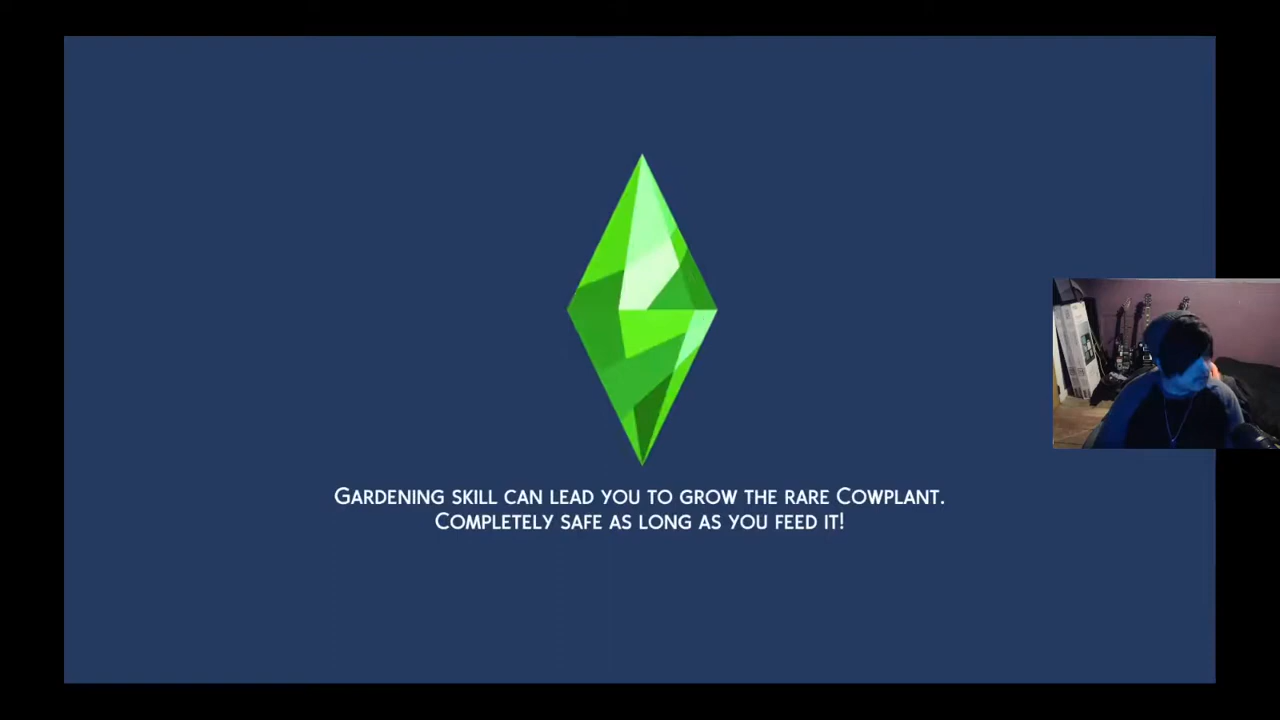 Gardening skill can lead you to grow the rare Cowplant.
Completely safe as long as you feed it!